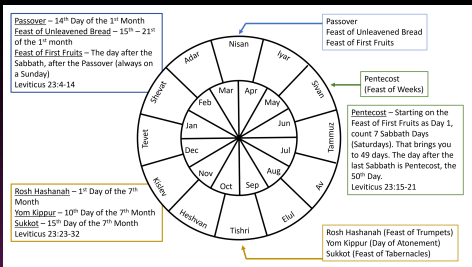 Passover – 14th Day of the 1st Month
Feast of Unleavened Bread – 15th – 21st
of the 1st month
Feast of First Fruits – The day after the
Sabbath, after the Passover (always on
a Sunday)
Leviticus 23:4-14
Passover
Feast of Unleavened Bread
Feast of First Fruits
Pentecost
(Feast of Weeks)
Pentecost – Starting on the
Feast of First Fruits as Day 1,
count 7 Sabbath Days
(Saturdays). That brings you
to 49 days. The day after the
last Sabbath is Pentecost, the
50th Day.
Leviticus 23:15-21
Nisan
Iyar
Sivan
Tammuz
Av
Elul
Tishri
Heshvan
Kislev
Tevet
Shevat
Adar
Apr
May
Jun
Jul
Aug
Sep
Oct
Nov
Dec
Jan
Feb
Mar
Rosh Hashanah – 1st Day of the 7th
Month
Yom Kippur – 10th Day of the 7th Month
Sukkot – 15th Day of the 7th Month
Leviticus 23:23-32
Rosh Hashanah (Feast of Trumpets)
Yom Kippur (Day of Atonement)
Sukkot (Feast of Tabernacles)